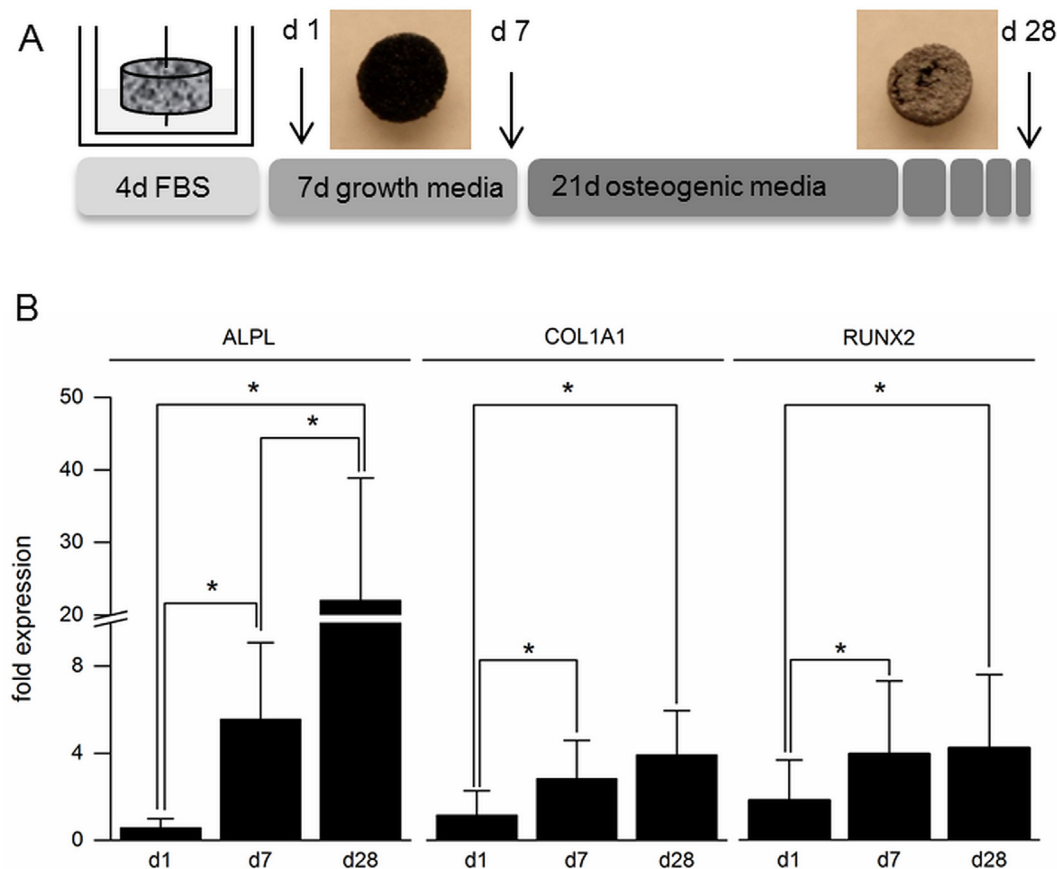 A
d 1
d 7
d 28
4d FBS
7d growth media
21d osteogenic media
B
ALPL
COL1A1
RUNX2
fold expression
50
40
30
20
8
4
0
*
*
*
*
*
*
*
d1
d7
d28
d1
d7
d28
d1
d7
d28